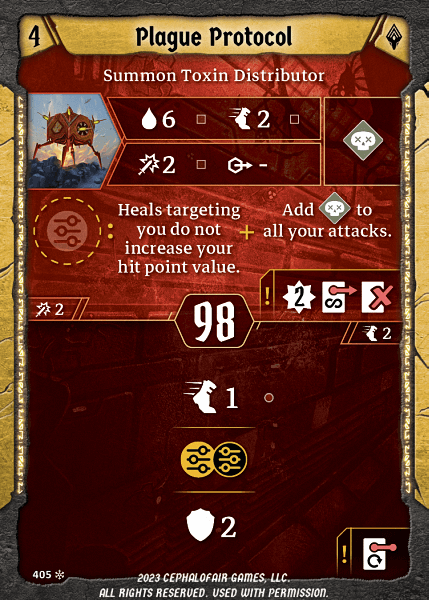 4
Plague Protocol
Summon Toxin Distributor
6 2
2 -
Heals targeting
you do not
increase your
hit point value.
:
+
Add to
all your attacks.
! 2 ∞
2
98
2
1
2
!
405
2023 CEPHALOFAIR GAMES, LLC.
ALL RIGHTS RESERVED. USED WITH PERMISSION.